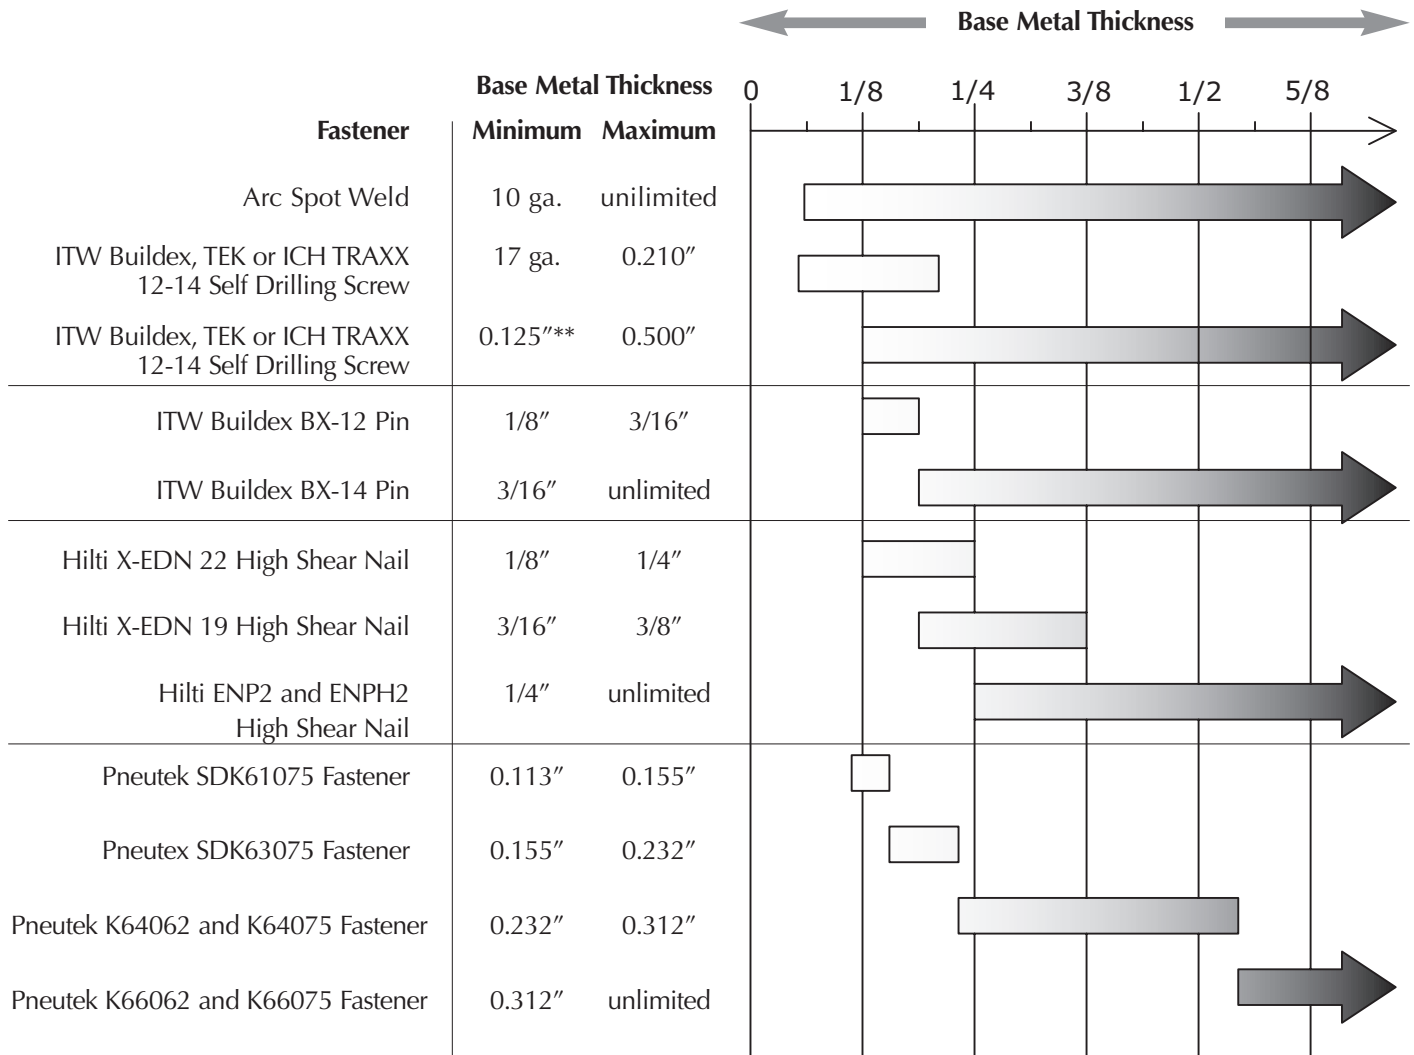 Base Metal Thickness
Base Metal Thickness
0 1/8 1/4 3/8 1/2 5/8
Fastener Minimum Maximum
Arc Spot Weld 10 ga. unilimited
ITW Buildex, TEK or ICH TRAXX 17 ga. 0.210″
12-14 Self Drilling Screw
ITW Buildex, TEK or ICH TRAXX 0.125″** 0.500″
12-14 Self Drilling Screw
ITW Buildex BX-12 Pin 1/8″ 3/16″
ITW Buildex BX-14 Pin 3/16″ unlimited
Hilti X-EDN 22 High Shear Nail 1/8″ 1/4″
Hilti X-EDN 19 High Shear Nail 3/16″ 3/8″
Hilti ENP2 and ENPH2 1/4″ unlimited
High Shear Nail
Pneutek SDK61075 Fastener 0.113″ 0.155″
Pneutex SDK63075 Fastener 0.155″ 0.232″
Pneutek K64062 and K64075 Fastener 0.232″ 0.312″
Pneutek K66062 and K66075 Fastener 0.312″ unlimited